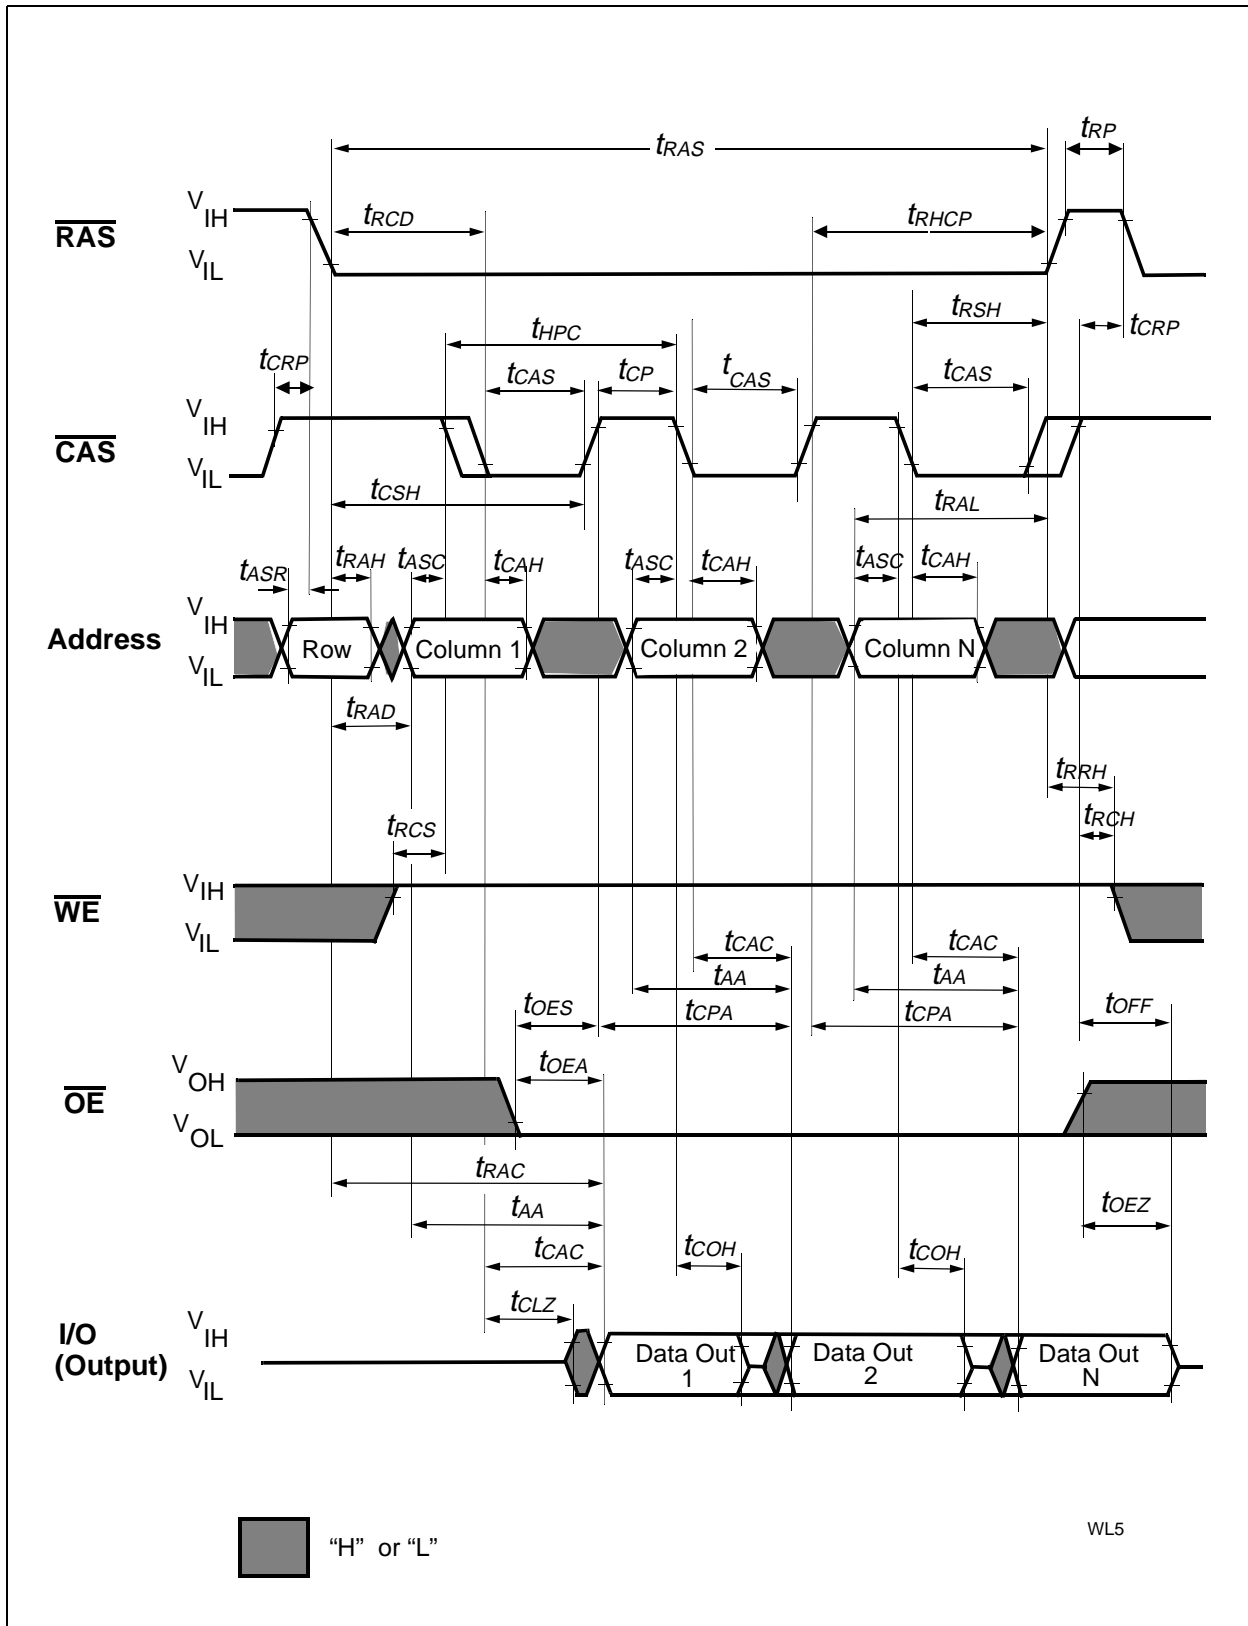 tRAS
tRP
VIH
RAS
VIL
tRCD
tRHCP
tHPC
tRSH
tCRP
tCRP
tCAS
tCP
tCAS
tCAS
VIH
CAS
VIL
tCSH
tRAL
tASR
tRAH
tASC
tCAH
tASC
tCAH
tASC
tCAH
VIH
Address
VIL
Row
Column 1
Column 2
Column N
tRAD
tRRH
tRCS
tRCH
VIH
WE
VIL
tCAC
tCAC
tAA
tAA
tOES
tCPA
tCPA
tOFF
tOEA
VOH
OE
VOL
tRAC
tAA
tOEZ
tCAC
tCOH
tCOH
tCLZ
VIH
I/O
(Output)
VIL
Data Out
1
Data Out
2
Data Out
N
“H” or “L”
WL5